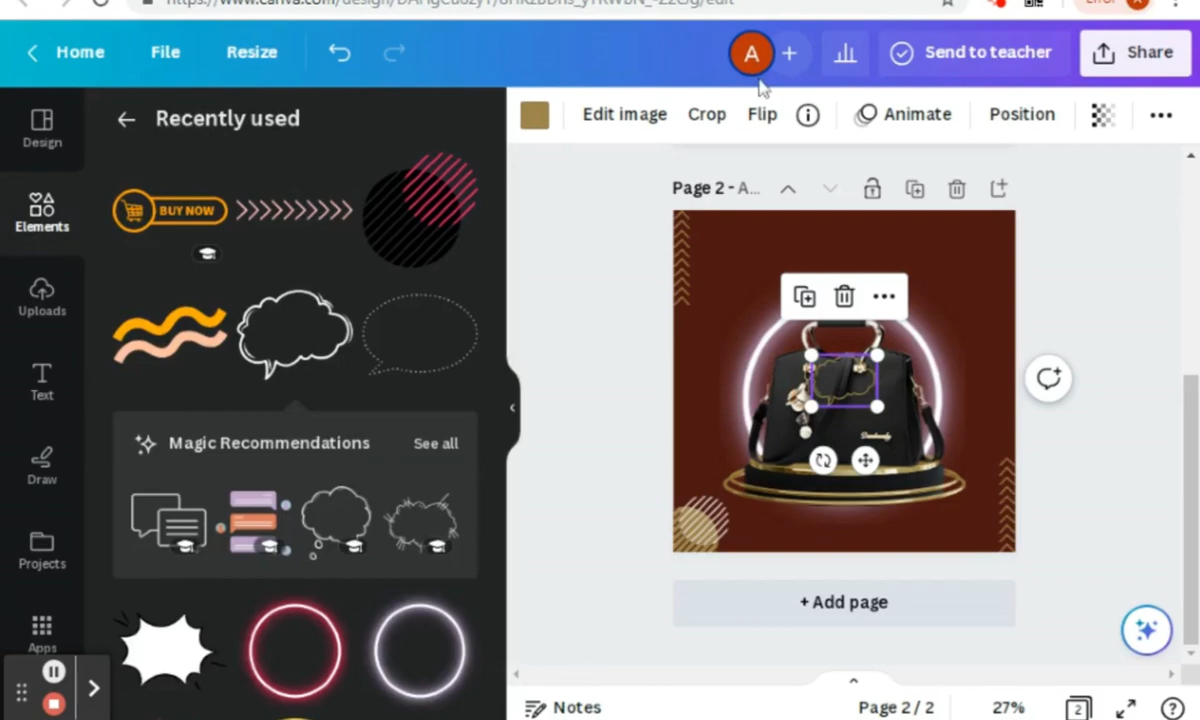 Home File Resize A + Send to teacher Share
Recently used
Edit image Crop Flip Animate Position
Design
Elements
Uploads
Text
Draw
Projects
Apps
BUY NOW
Magic Recommendations See all
Page 2 - A...
+ Add page
Notes Page 2 / 2 27% 2